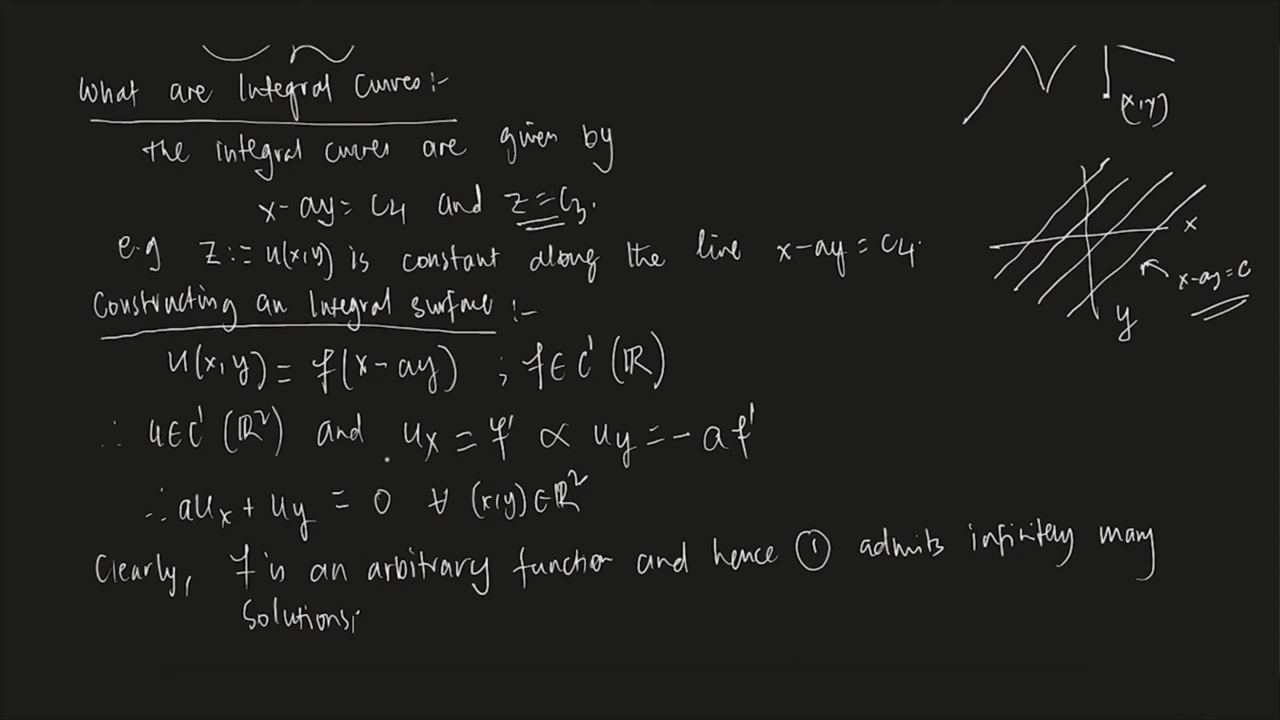 What are Integral Curves:-
the integral curves are given by
x-ay= C4 and z=C3.
e.g Z:= u(x,y) is constant along the line x-ay = C4.
Constructing an Integral surface :-
u(x,y) = f(x-ay) ; f∈C'(ℝ)
∴ u∈C'(ℝ²) and ux = f' ∝ uy = -af'
∴ aux + uy = 0 ∀ (x,y)∈ℝ²
Clearly, f is an arbitrary function and hence ① admits infinitely many
Solutions;
(x,y)
x
x-ay=C
y